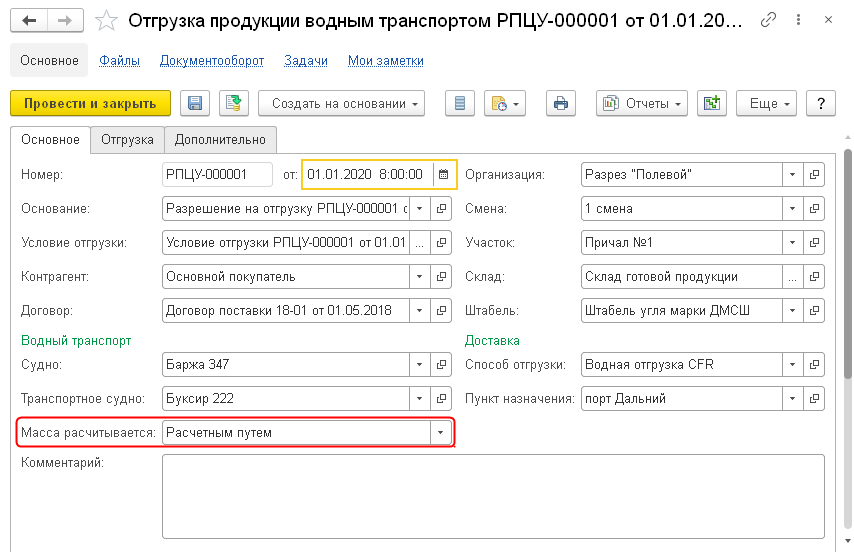 Отгрузка продукции водным транспортом РПЦУ-000001 от 01.01.20...
Основное Файлы Документооборот Задачи Мои заметки
Провести и закрыть Создать на основании Отчеты Еще ?
Основное Отгрузка Дополнительно
Номер: РПЦУ-000001 от: 01.01.2020 8:00:00 Организация: Разрез "Полевой"
Основание: Разрешение на отгрузку РПЦУ-000001 о Смена: 1 смена
Условие отгрузки: Условие отгрузки РПЦУ-000001 от 01.01 ... Участок: Причал №1
Контрагент: Основной покупатель Склад: Склад готовой продукции ...
Договор: Договор поставки 18-01 от 01.05.2018 Штабель: Штабель угля марки ДМСШ
Водный транспорт Доставка
Судно: Баржа 347 Способ отгрузки: Водная отгрузка CFR
Транспортное судно: Буксир 222 Пункт назначения: порт Дальний
Масса расчитывается: Расчетным путем
Комментарий: